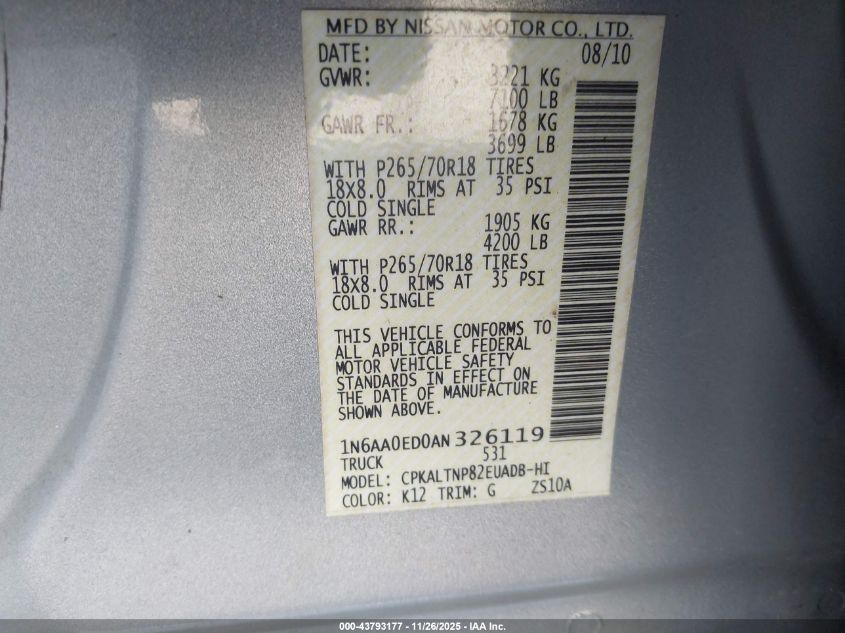 MFD BY NISSAN MOTOR CO., LTD.
DATE: 08/10
GVWR: 3221 KG
7100 LB
GAWR FR.: 1678 KG
3699 LB
WITH P265/70R18 TIRES
18X8.0 RIMS AT 35 PSI
COLD SINGLE
GAWR RR.: 1905 KG
4200 LB
WITH P265/70R18 TIRES
18X8.0 RIMS AT 35 PSI
COLD SINGLE
THIS VEHICLE CONFORMS TO
ALL APPLICABLE FEDERAL
MOTOR VEHICLE SAFETY
STANDARDS IN EFFECT ON
THE DATE OF MANUFACTURE
SHOWN ABOVE.
1N6AA0ED0AN326119
TRUCK 531
MODEL: CPKALTNP82EUADB-HI
COLOR: K12 TRIM: G ZS10A
000-43793177 - 11/26/2025 - IAA Inc.